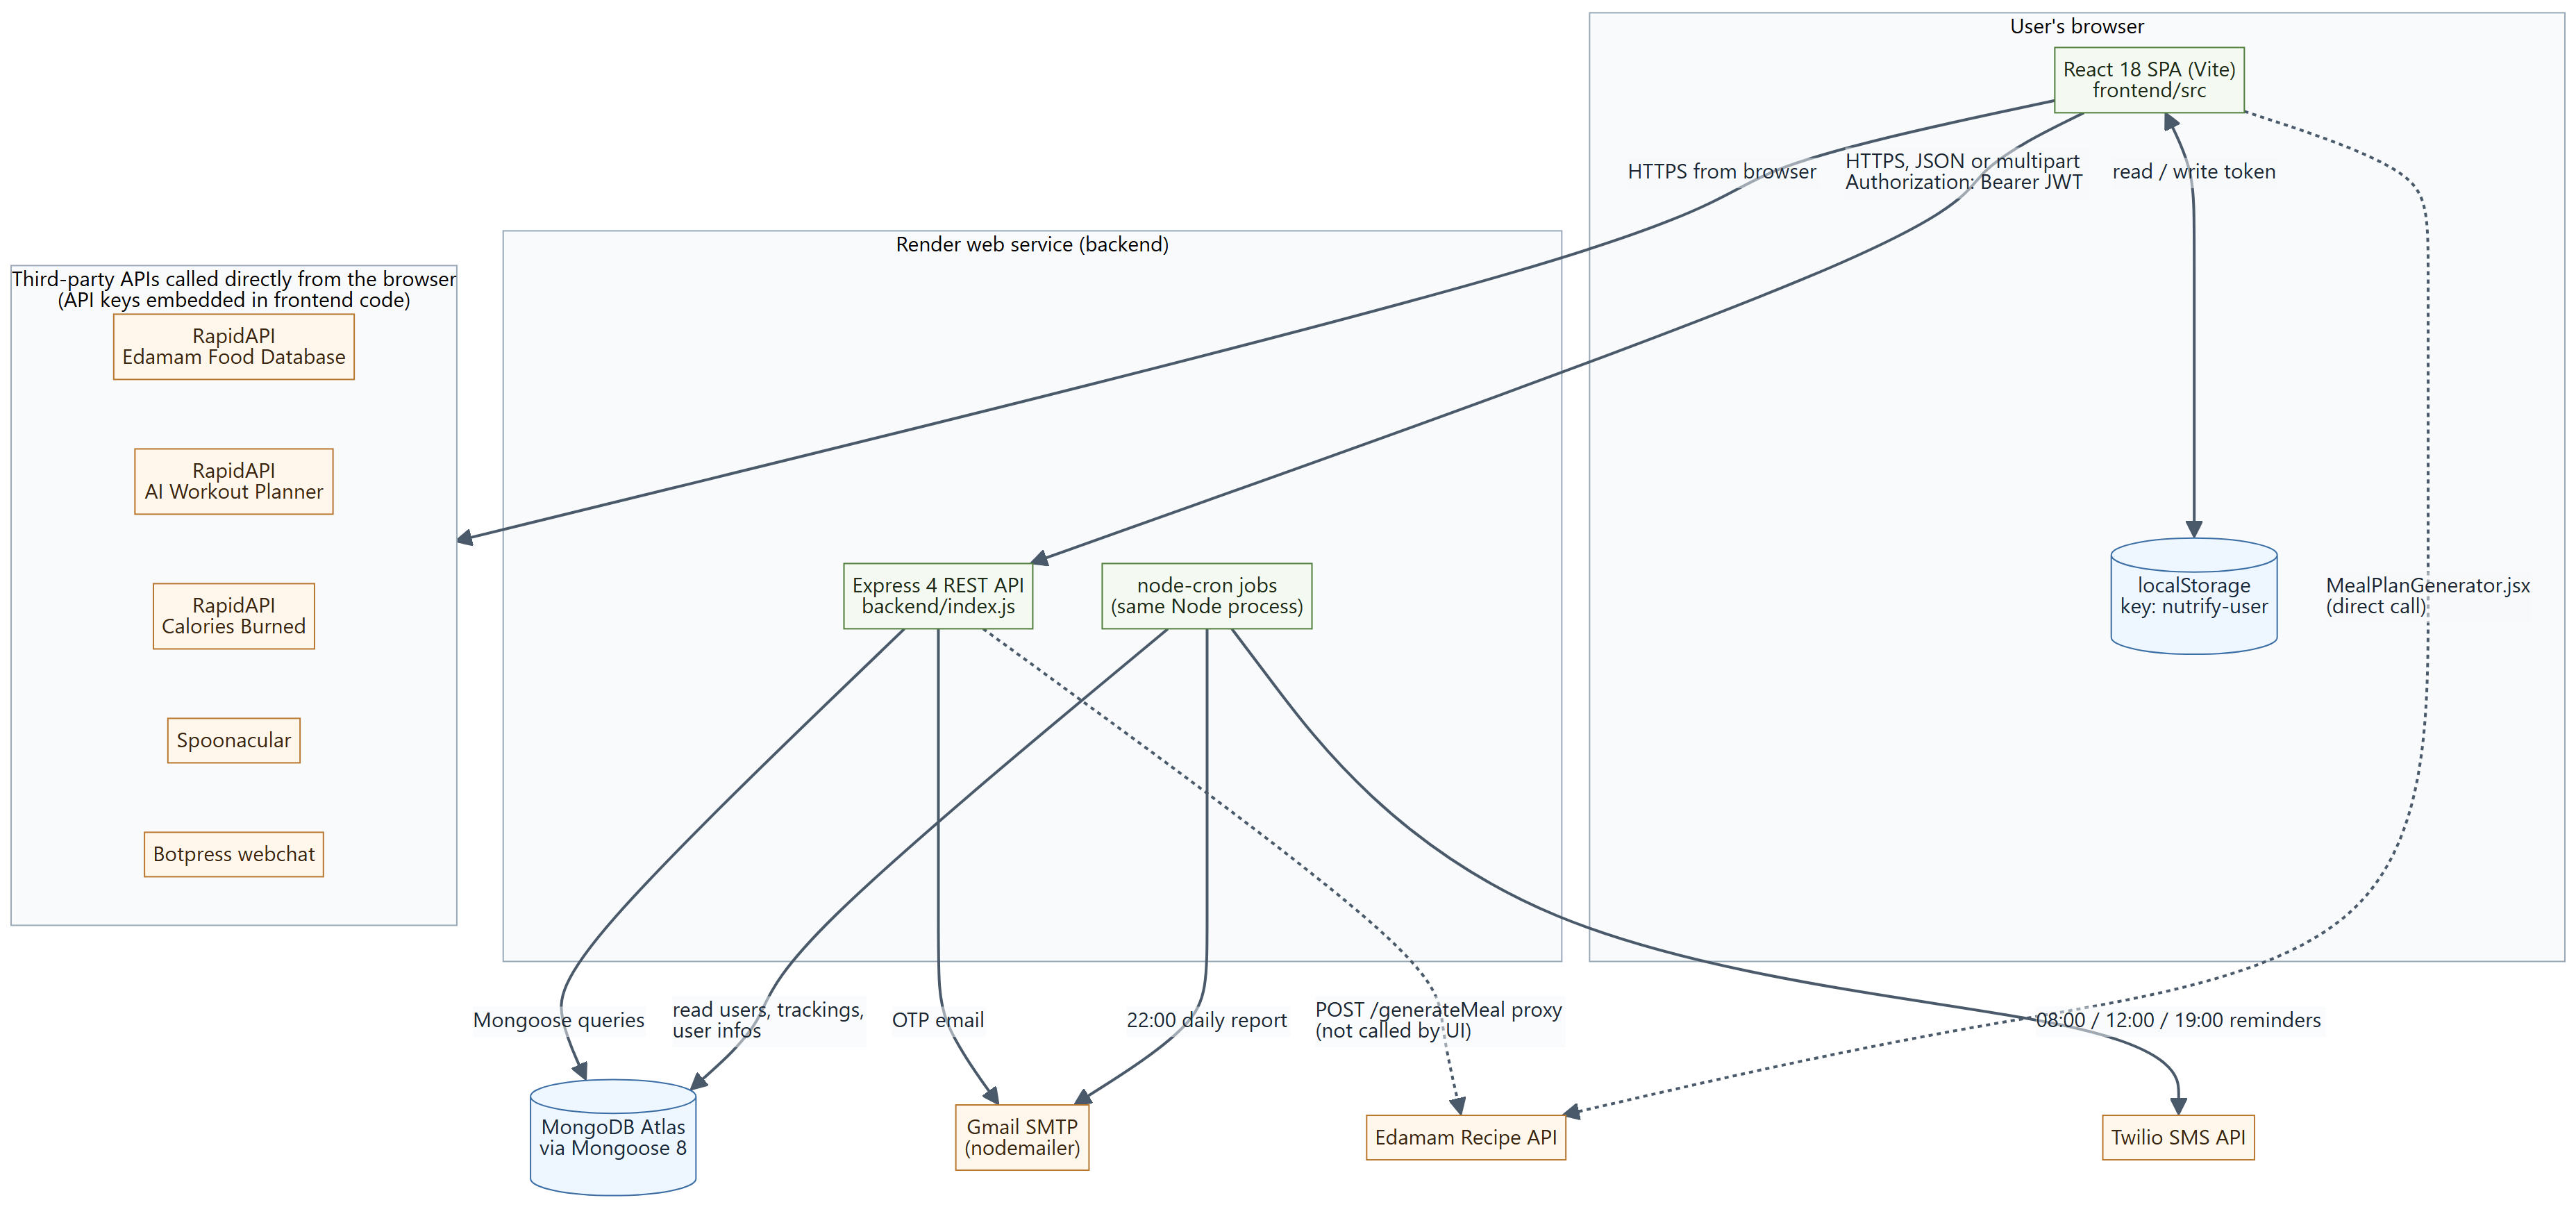 User's browser
React 18 SPA (Vite)
frontend/src
HTTPS from browser
HTTPS, JSON or multipart
Authorization: Bearer JWT
read / write token
Render web service (backend)
Third-party APIs called directly from the browser
(API keys embedded in frontend code)
RapidAPI
Edamam Food Database
RapidAPI
AI Workout Planner
RapidAPI
Calories Burned
Spoonacular
Botpress webchat
Express 4 REST API
backend/index.js
node-cron jobs
(same Node process)
localStorage
key: nutrify-user
MealPlanGenerator.jsx
(direct call)
Mongoose queries
read users, trackings,
user infos
OTP email
22:00 daily report
POST /generateMeal proxy
(not called by UI)
08:00 / 12:00 / 19:00 reminders
MongoDB Atlas
via Mongoose 8
Gmail SMTP
(nodemailer)
Edamam Recipe API
Twilio SMS API